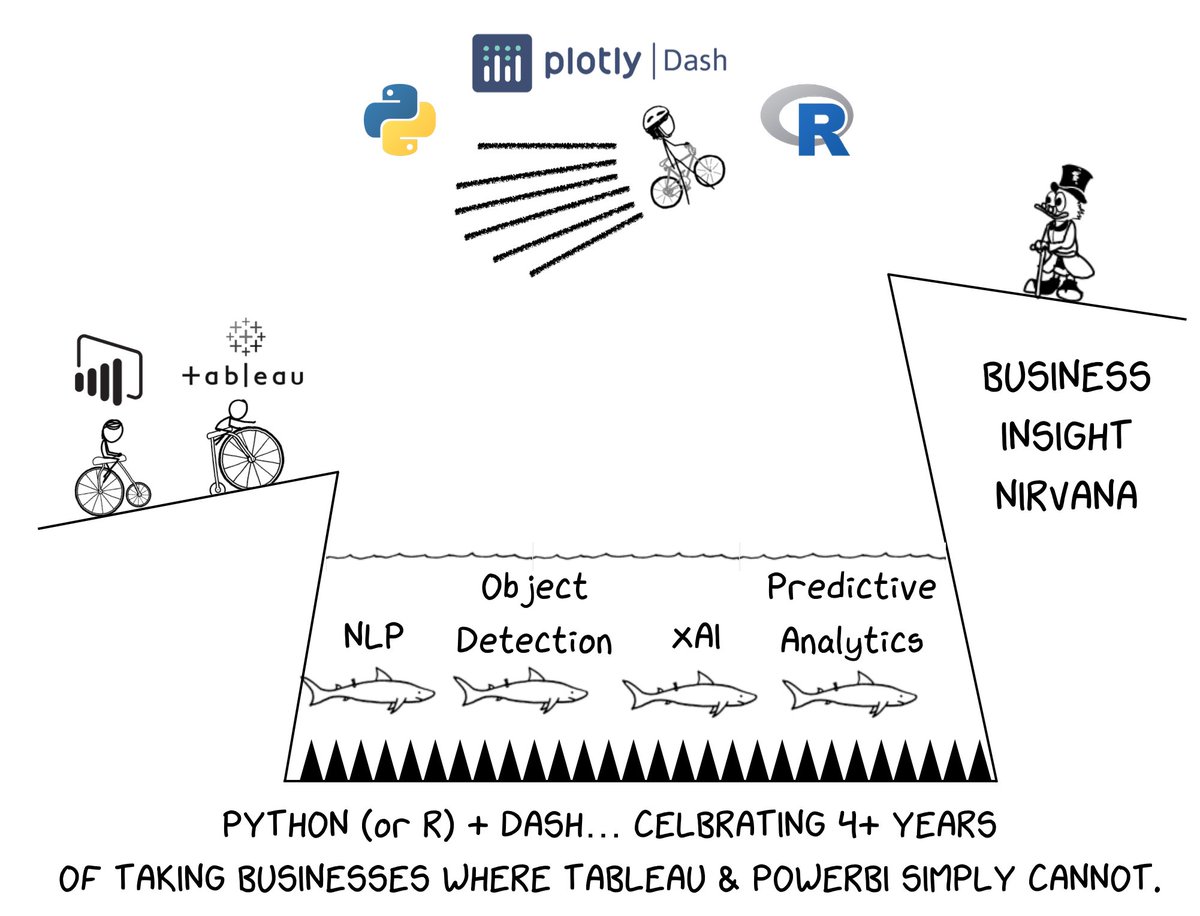 plotly | Dash
R
+ableau
BUSINESS
INSIGHT
NIRVANA
Object
Detection
Predictive
Analytics
NLP
xAI
PYTHON (or R) + DASH... CELBRATING 4+ YEARS
OF TAKING BUSINESSES WHERE TABLEAU & POWERBI SIMPLY CANNOT.